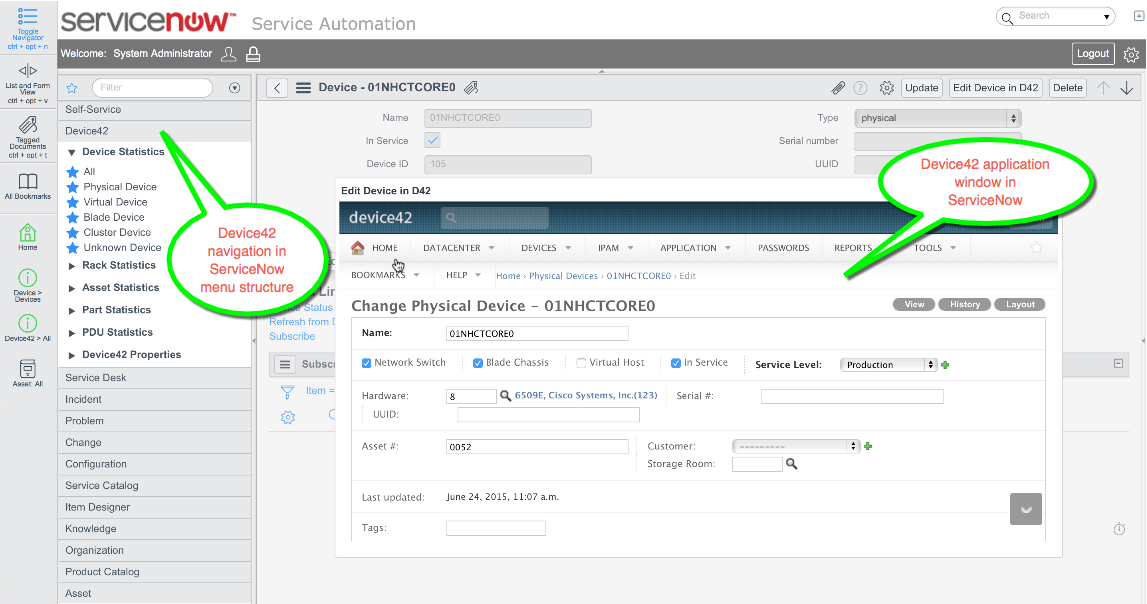 Toggle
Navigator
ctrl + opt + n
List and Form
View
ctrl + opt + v
Tagged
Documents
ctrl + opt + t
All Bookmarks
Home
Device >
Devices
Device42 > All
Asset: All
servicenow™ Service Automation
Search
Welcome: System Administrator
Logout
Filter
Self-Service
Device42
Device Statistics
All
Physical Device
Virtual Device
Blade Device
Cluster Device
Unknown Device
Rack Statistics
Asset Statistics
Part Statistics
PDU Statistics
Device42 Properties
Service Desk
Incident
Problem
Change
Configuration
Service Catalog
Item Designer
Knowledge
Organization
Product Catalog
Asset
Device42
navigation in
ServiceNow
menu structure
Device - 01NHCTCORE0
Update Edit Device in D42 Delete
Name 01NHCTCORE0 Type physical
In Service Serial number
Device ID 105 UUID
Device42 application
window in
ServiceNow
Status
Refresh from D
Subscribe
Subsc
Item =
Edit Device in D42
device42
HOME DATACENTER DEVICES IPAM APPLICATION PASSWORDS REPORTS TOOLS
BOOKMARKS HELP Home › Physical Devices › 01NHCTCORE0 › Edit
Change Physical Device - 01NHCTCORE0 View History Layout
Name: 01NHCTCORE0
Network Switch Blade Chassis Virtual Host In Service Service Level: Production
Hardware: 8 6509E, Cisco Systems, Inc.(123) Serial #:
UUID:
Asset #: 0052 Customer: ---------
Storage Room:
Last updated: June 24, 2015, 11:07 a.m.
Tags: